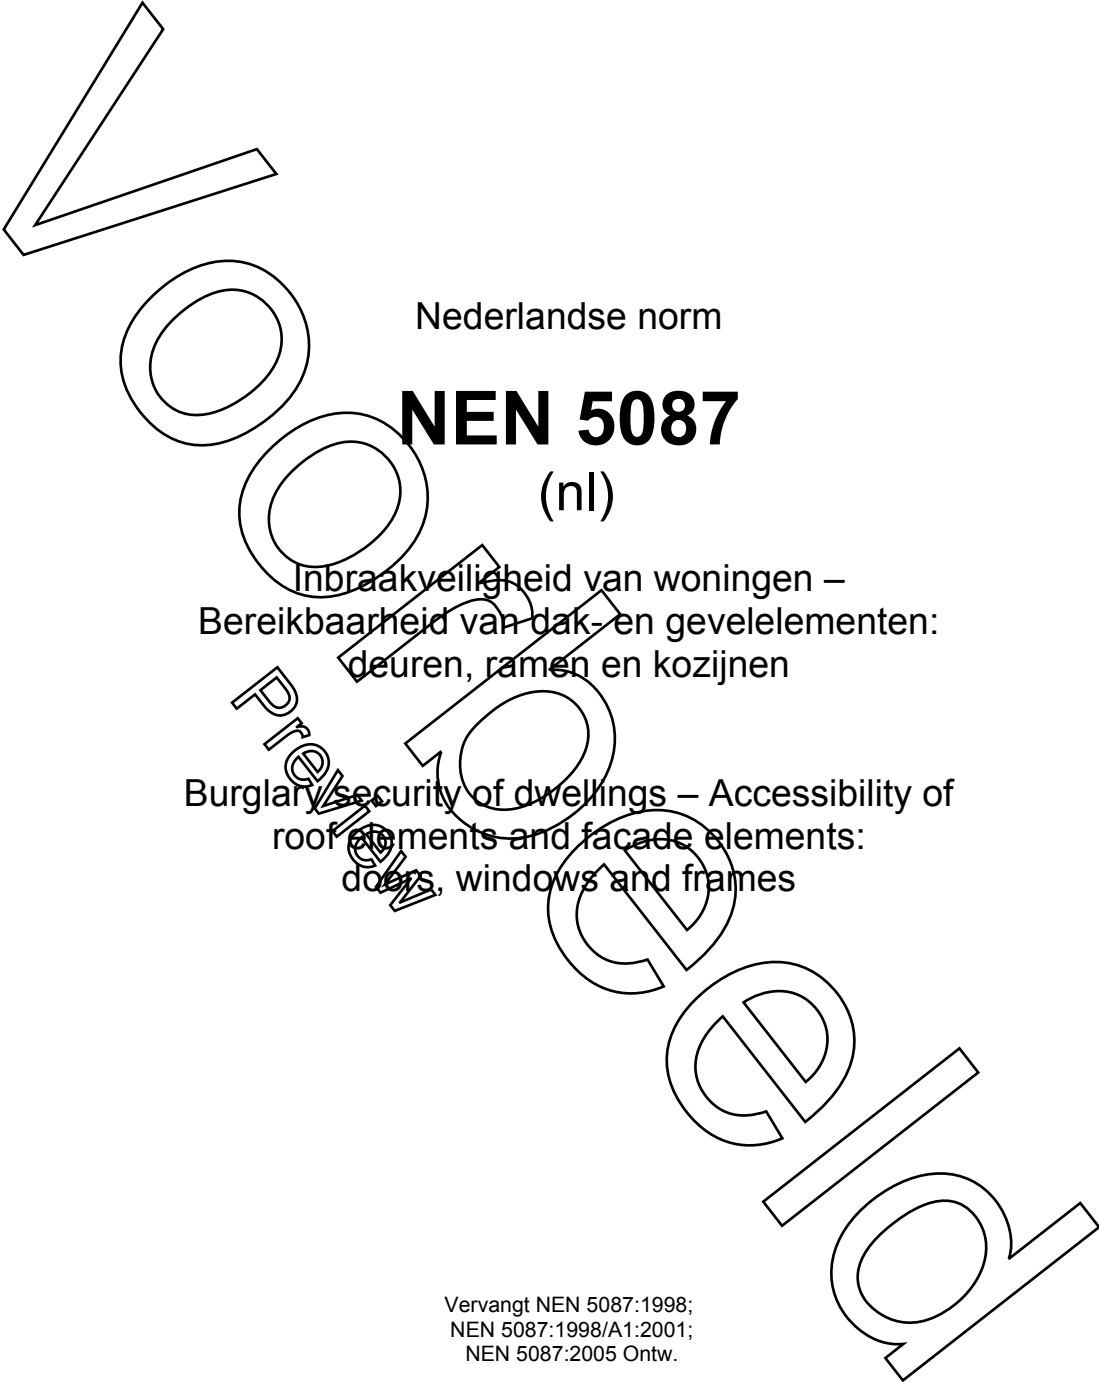 Voorbeeld
Preview
Nederlandse norm
NEN 5087
(nl)
Inbraakveiligheid van woningen –
Bereikbaarheid van dak- en gevelelementen:
deuren, ramen en kozijnen
Burglary security of dwellings – Accessibility of
roof elements and facade elements:
doors, windows and frames
Vervangt NEN 5087:1998;
NEN 5087:1998/A1:2001;
NEN 5087:2005 Ontw.